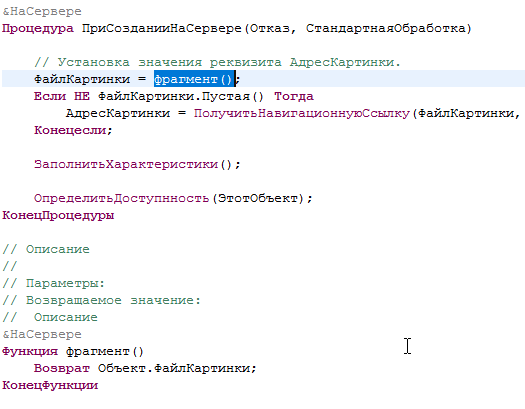 &НаСервере
Процедура ПриСозданииНаСервере(Отказ, СтандартнаяОбработка)
// Установка значения реквизита АдресКартинки.
ФайлКартинки = фрагмент();
Если НЕ ФайлКартинки.Пустая() Тогда
АдресКартинки = ПолучитьНавигационнуюСсылку(ФайлКартинки,
Конецесли;
ЗаполнитьХарактеристики();
ОпределитьДоступнность(ЭтотОбъект);
КонецПроцедуры
// Описание
//
// Параметры:
// Возвращаемое значение:
//  Описание
&НаСервере
Функция фрагмент()
Возврат Объект.ФайлКартинки;
КонецФункции